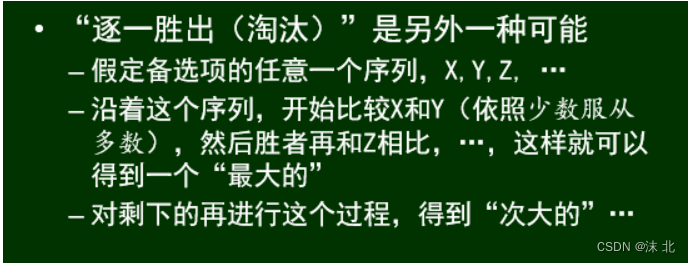 • “逐一胜出（淘汰）”是另外一种可能
– 假定备选项的任意一个序列，X,Y,Z, …
– 沿着这个序列，开始比较X和Y（依照少数服从
多数），然后胜者再和Z相比，…，这样就可以
得到一个“最大的”
– 对剩下的再进行这个过程，得到“次大的”…
CSDN @沫 北